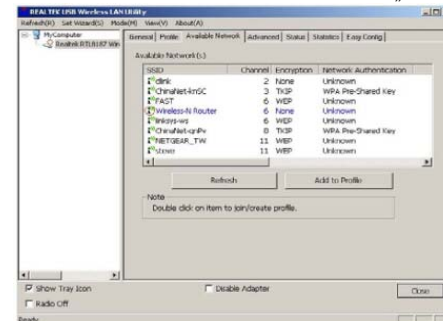 REALTEK USB Wireless LAN Utility
Refresh(R) Set Wizard(S) Mode(M) View(V) About(A)
MyComputer
Realtek RTL8187 Wir
General Profile Available Network Advanced Status Statistics Easy Config
Available Network(s)
SSID Channel Encryption Network Authentication
dlink 2 None Unknown
ChinaNet-knSC 3 TKIP WPA Pre-Shared Key
FAST 6 WEP Unknown
Wireless-N Router 6 None Unknown
linksys-ws 6 WEP Unknown
ChinaNet-qnPv 8 TKIP WPA Pre-Shared Key
NETGEAR_TW 11 WEP Unknown
steve 11 WEP Unknown
Refresh Add to Profile
Note
Double click on item to join/create profile.
Show Tray Icon Disable Adapter Close
Radio Off
Ready